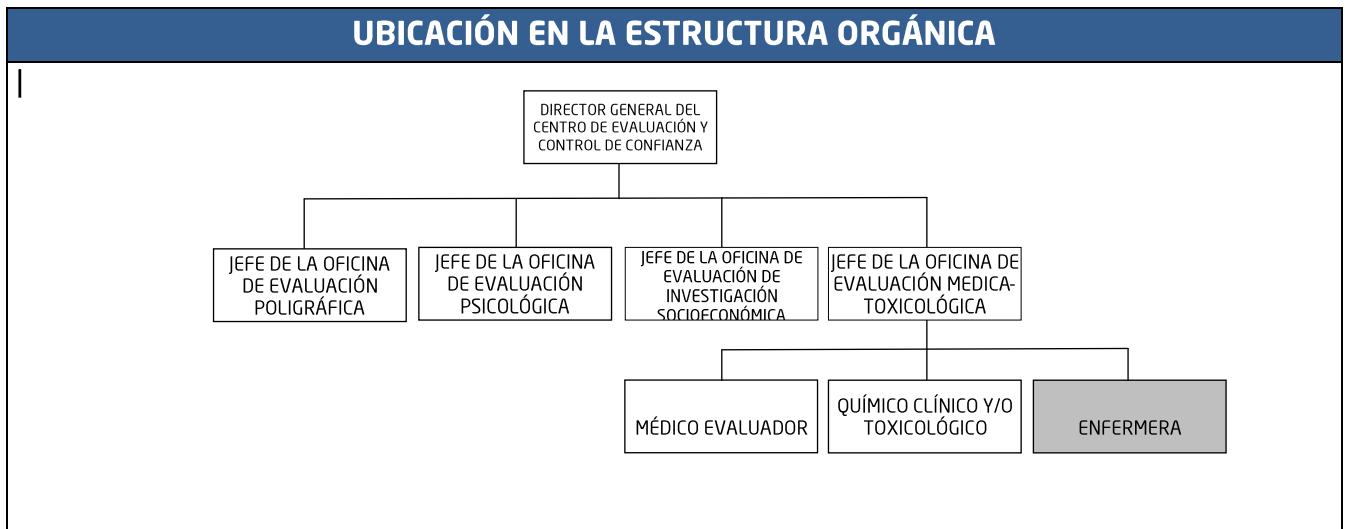 UBICACIÓN EN LA ESTRUCTURA ORGÁNICA
DIRECTOR GENERAL DEL
CENTRO DE EVALUACIÓN Y
CONTROL DE CONFIANZA
JEFE DE LA OFICINA
DE EVALUACIÓN
POLIGRÁFICA
JEFE DE LA OFICINA
DE EVALUACIÓN
PSICOLÓGICA
JEFE DE LA OFICINA DE
EVALUACIÓN DE
INVESTIGACIÓN
SOCIOECONÓMICA
JEFE DE LA OFICINA DE
EVALUACIÓN MEDICA-
TOXICOLÓGICA
MÉDICO EVALUADOR
QUÍMICO CLÍNICO Y/O
TOXICOLÓGICO
ENFERMERA